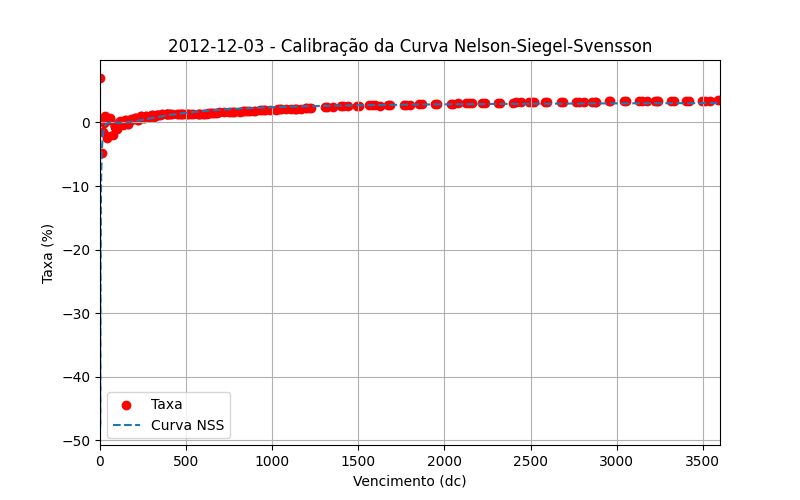 2012-12-03 - Calibração da Curva Nelson-Siegel-Svensson
Taxa (%)
0
−10
−20
−30
−40
−50
Taxa
Curva NSS
0 500 1000 1500 2000 2500 3000 3500
Vencimento (dc)